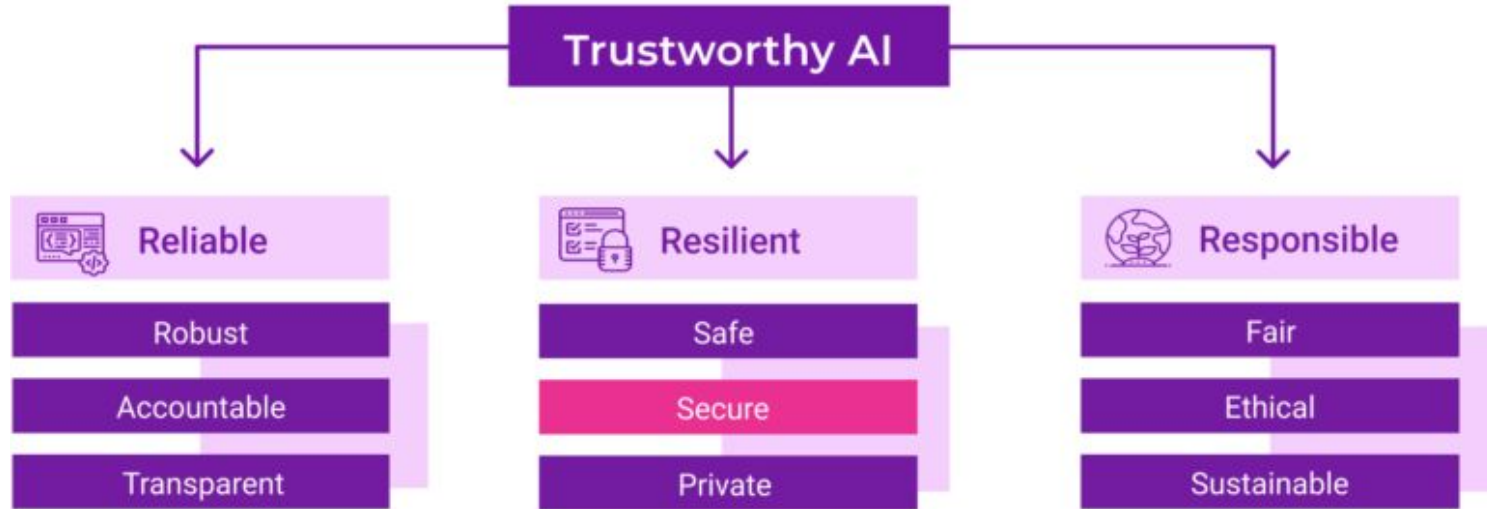 Trustworthy AI
Reliable
Robust
Accountable
Transparent
Resilient
Safe
Secure
Private
Responsible
Fair
Ethical
Sustainable